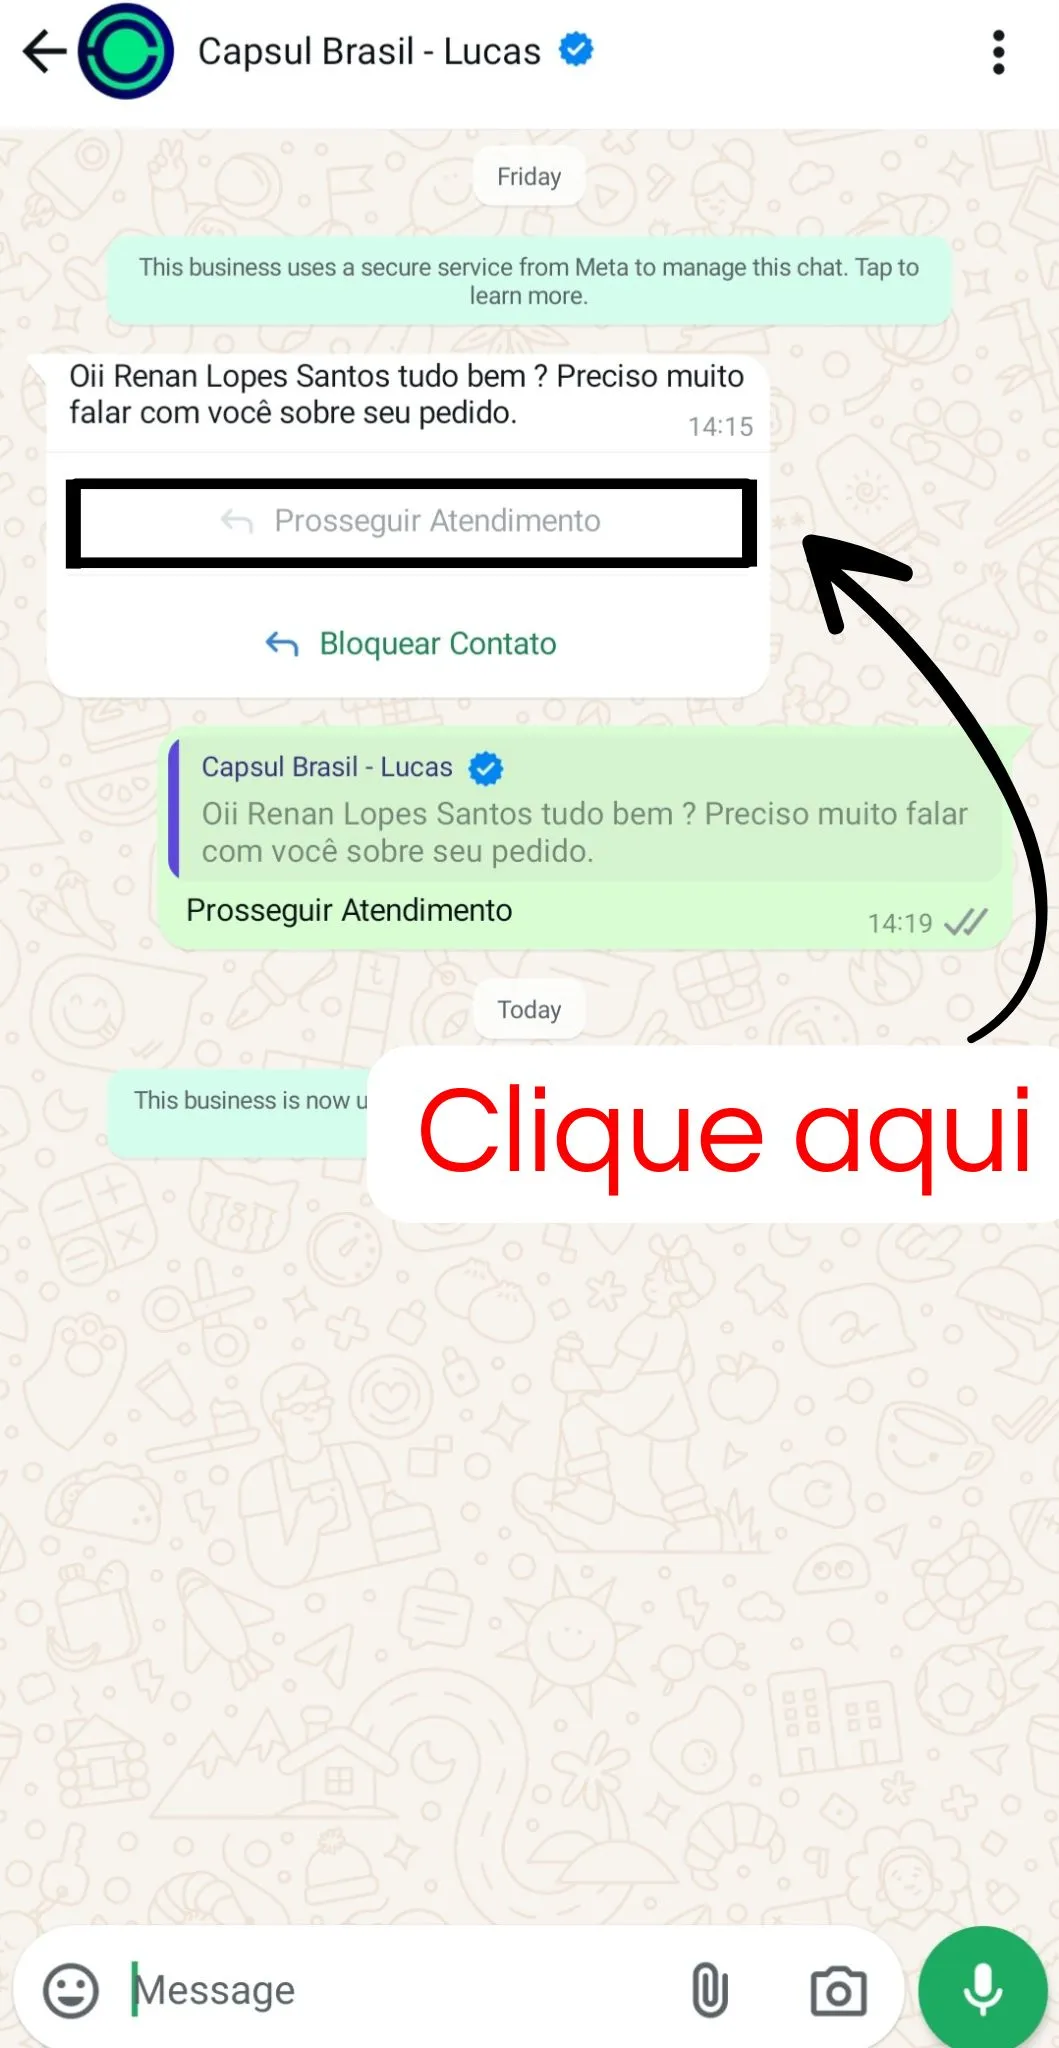 Capsul Brasil - Lucas
Friday
This business uses a secure service from Meta to manage this chat. Tap to
learn more.
Oii Renan Lopes Santos tudo bem ? Preciso muito
falar com você sobre seu pedido.
14:15
Prosseguir Atendimento
Bloquear Contato
Capsul Brasil - Lucas
Oii Renan Lopes Santos tudo bem ? Preciso muito falar
com você sobre seu pedido.
Prosseguir Atendimento
14:19
Today
This business is now u
Clique aqui
Message